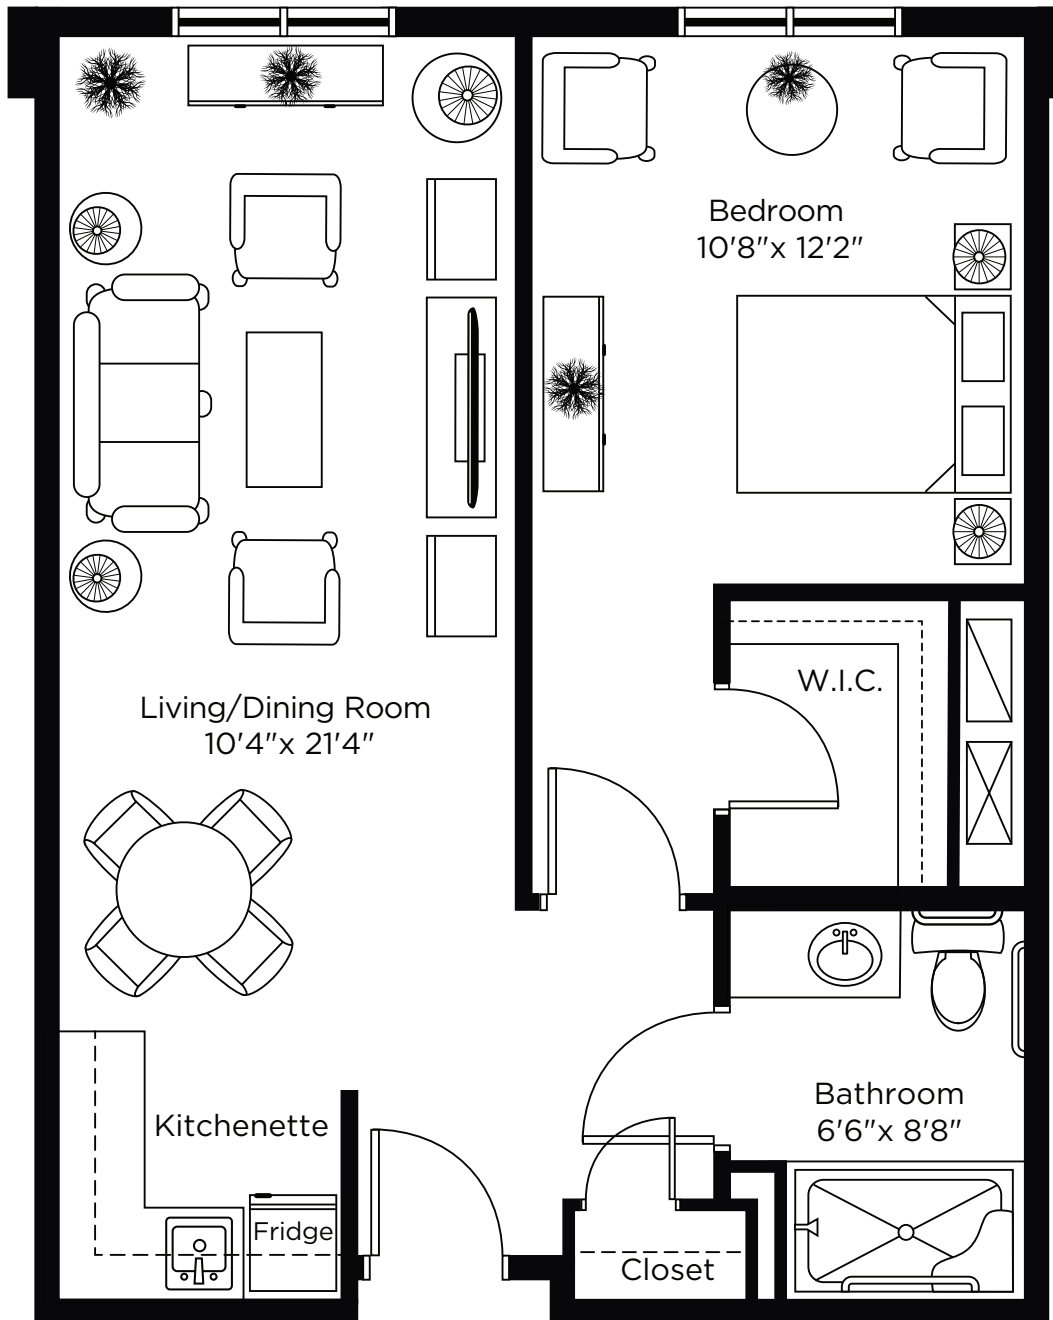 Bedroom
10'8"x 12'2"
W.I.C.
Living/Dining Room
10'4"x 21'4"
Bathroom
6'6"x 8'8"
Kitchenette
Fridge
Closet